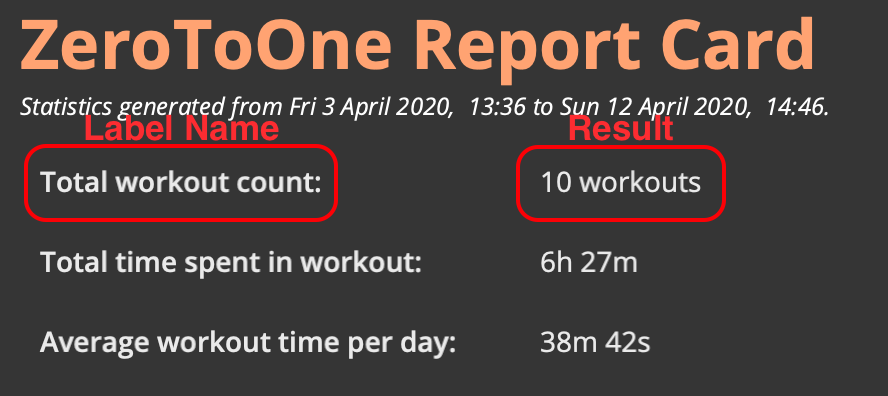 ZeroToOne Report Card
Statistics generated from Fri 3 April 2020, 13:36 to Sun 12 April 2020, 14:46.
Label Name Result
Total workout count: 10 workouts
Total time spent in workout: 6h 27m
Average workout time per day: 38m 42s